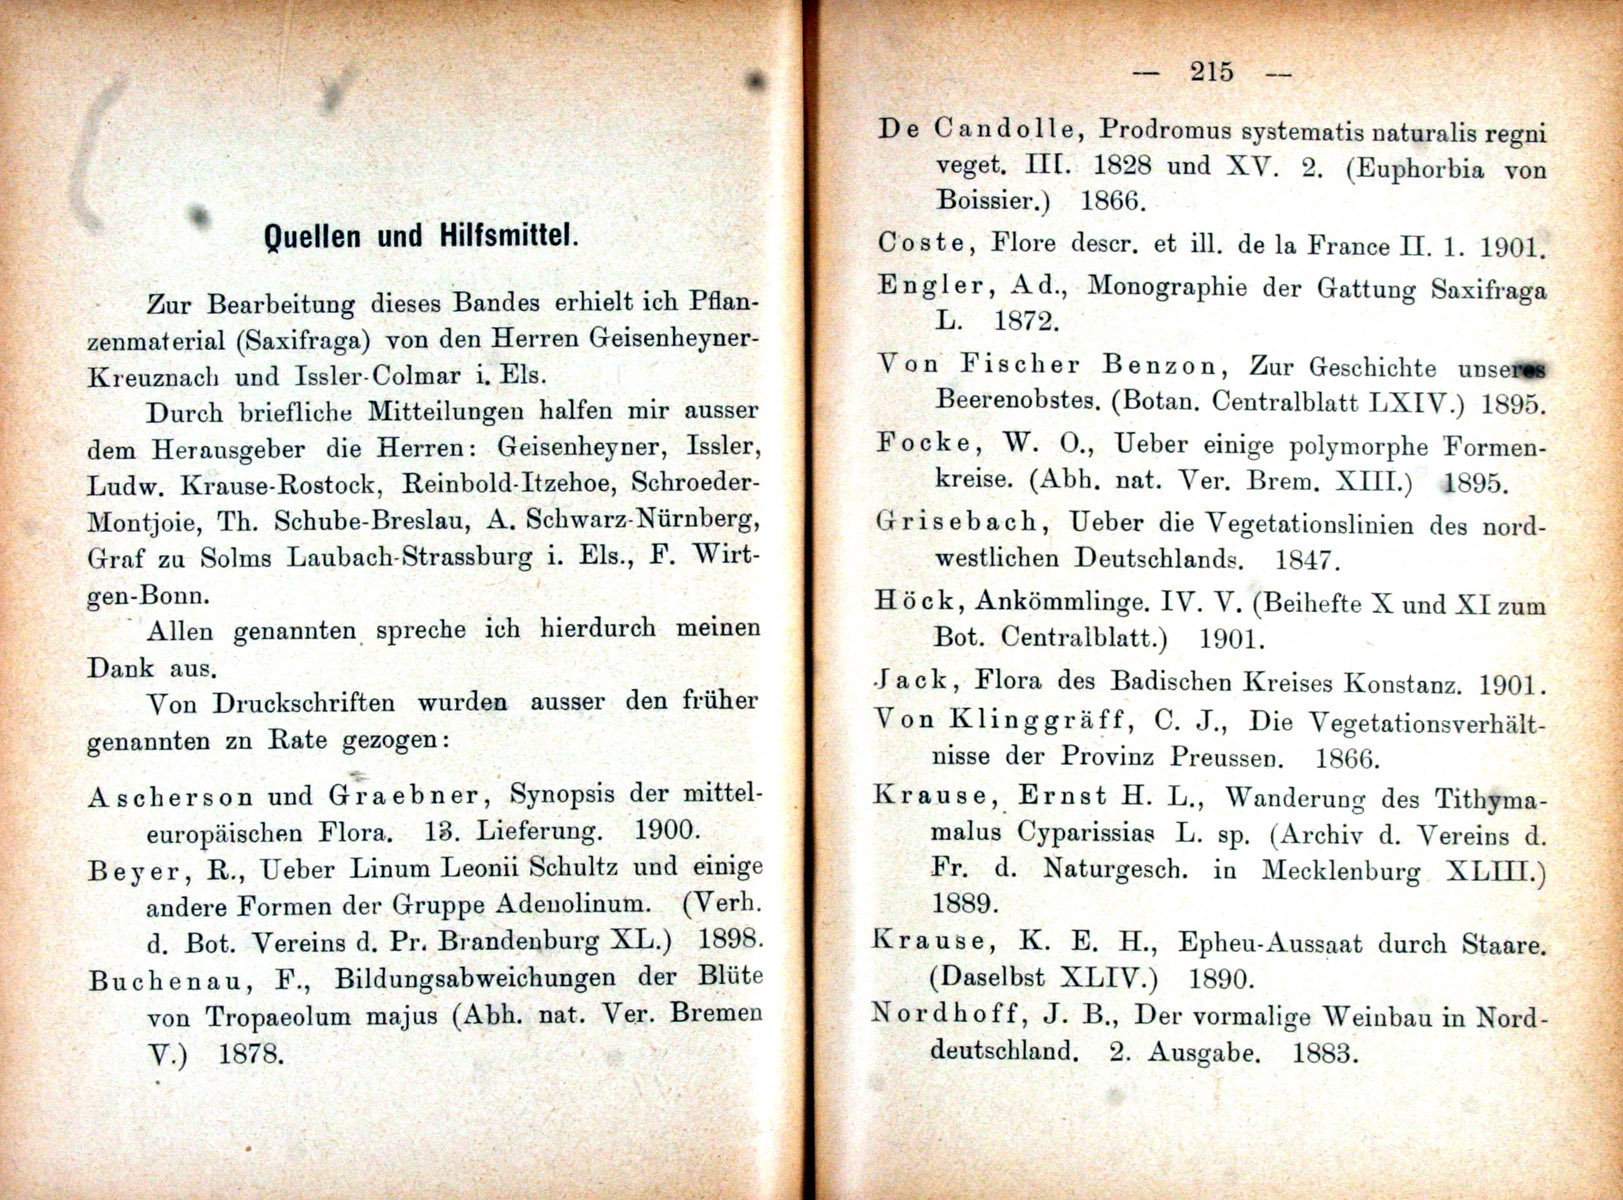 Quellen und Hilfsmittel.
Zur Bearbeitung dieses Bandes erhielt ich Pflan-
zenmaterial (Saxifraga) von den Herren Geisenheyner-
Kreuznach und Issler-Colmar i. Els.
Durch briefliche Mitteilungen halfen mir ausser
dem Herausgeber die Herren: Geisenheyner, Issler,
Ludw. Krause-Rostock, Reinbold-Itzehoe, Schroeder-
Montjoie, Th. Schube-Breslau, A. Schwarz-Nürnberg,
Graf zu Solms Laubach-Strassburg i. Els., F. Wirt-
gen-Bonn.
Allen genannten spreche ich hierdurch meinen
Dank aus.
Von Druckschriften wurden ausser den früher
genannten zn Rate gezogen:
Ascherson und Graebner, Synopsis der mittel-
europäischen Flora. 13. Lieferung. 1900.
Beyer, R., Ueber Linum Leonii Schultz und einige
andere Formen der Gruppe Adenolinum. (Verh.
d. Bot. Vereins d. Pr. Brandenburg XL.) 1898.
Buchenau, F., Bildungsabweichungen der Blüte
von Tropaeolum majus (Abh. nat. Ver. Bremen
V.) 1878.
— 215 —
De Candolle, Prodromus systematis naturalis regni
veget. III. 1828 und XV. 2. (Euphorbia von
Boissier.) 1866.
Coste, Flore descr. et ill. de la France II. 1. 1901.
Engler, Ad., Monographie der Gattung Saxifraga
L. 1872.
Von Fischer Benzon, Zur Geschichte unseres
Beerenobstes. (Botan. Centralblatt LXIV.) 1895.
Focke, W. O., Ueber einige polymorphe Formen-
kreise. (Abh. nat. Ver. Brem. XIII.) 1895.
Grisebach, Ueber die Vegetationslinien des nord-
westlichen Deutschlands. 1847.
Höck, Ankömmlinge. IV. V. (Beihefte X und XI zum
Bot. Centralblatt.) 1901.
Jack, Flora des Badischen Kreises Konstanz. 1901.
Von Klinggräff, C. J., Die Vegetationsverhält-
nisse der Provinz Preussen. 1866.
Krause, Ernst H. L., Wanderung des Tithyma-
malus Cyparissias L. sp. (Archiv d. Vereins d.
Fr. d. Naturgesch. in Mecklenburg XLIII.)
1889.
Krause, K. E. H., Epheu-Aussaat durch Staare.
(Daselbst XLIV.) 1890.
Nordhoff, J. B., Der vormalige Weinbau in Nord-
deutschland. 2. Ausgabe. 1883.